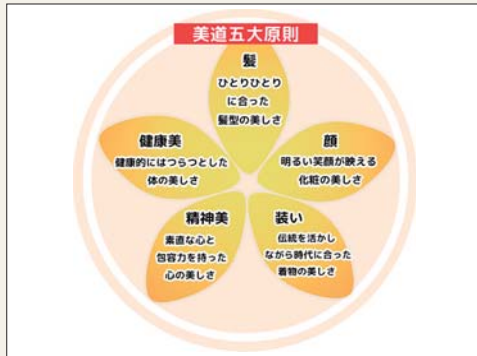 美道五大原則
髪
ひとりひとり
に合った
髪型の美しさ
顔
明るい笑顔が映える
化粧の美しさ
装い
伝統を活かし
ながら時代に合った
着物の美しさ
精神美
素直な心と
包容力を持った
心の美しさ
健康美
健康的にはつらつとした
体の美しさ